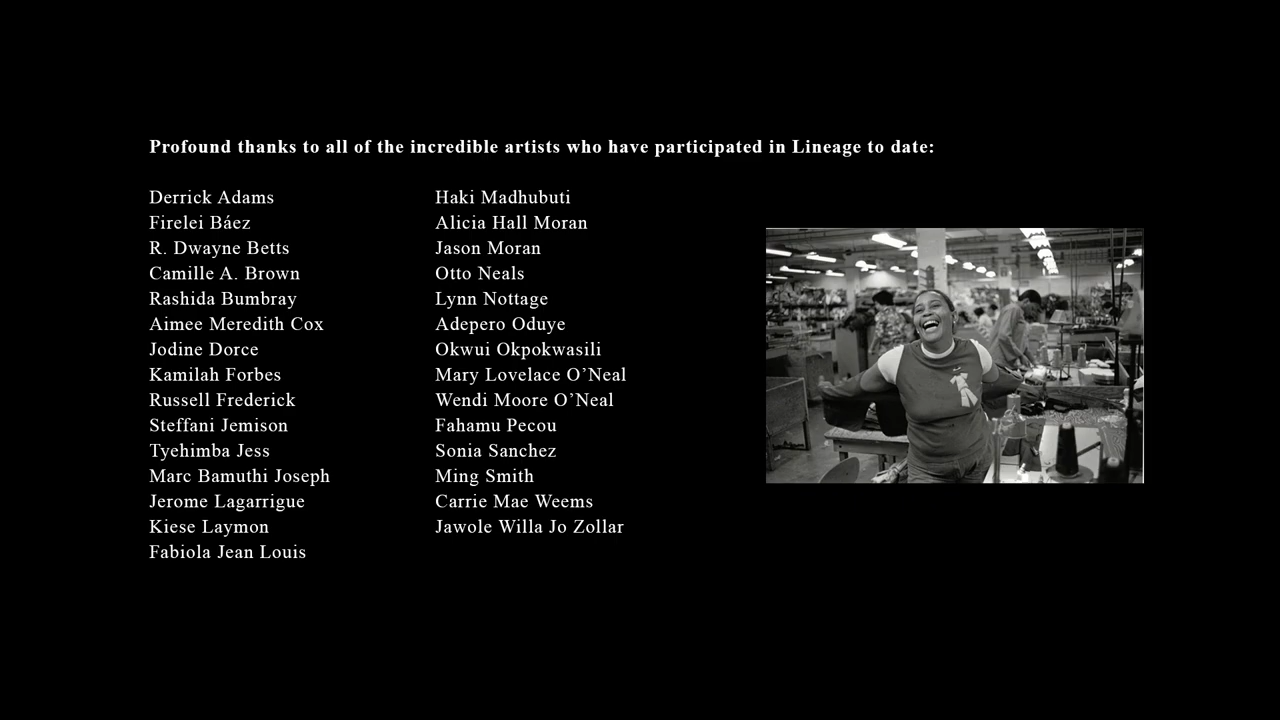 Profound thanks to all of the incredible artists who have participated in Lineage to date:
Derrick Adams
Firelei Báez
R. Dwayne Betts
Camille A. Brown
Rashida Bumbray
Aimee Meredith Cox
Jodine Dorce
Kamilah Forbes
Russell Frederick
Steffani Jemison
Tyehimba Jess
Marc Bamuthi Joseph
Jerome Lagarrigue
Kiese Laymon
Fabiola Jean Louis
Haki Madhubuti
Alicia Hall Moran
Jason Moran
Otto Neals
Lynn Nottage
Adepero Oduye
Okwui Okpokwasili
Mary Lovelace O’Neal
Wendi Moore O’Neal
Fahamu Pecou
Sonia Sanchez
Ming Smith
Carrie Mae Weems
Jawole Willa Jo Zollar